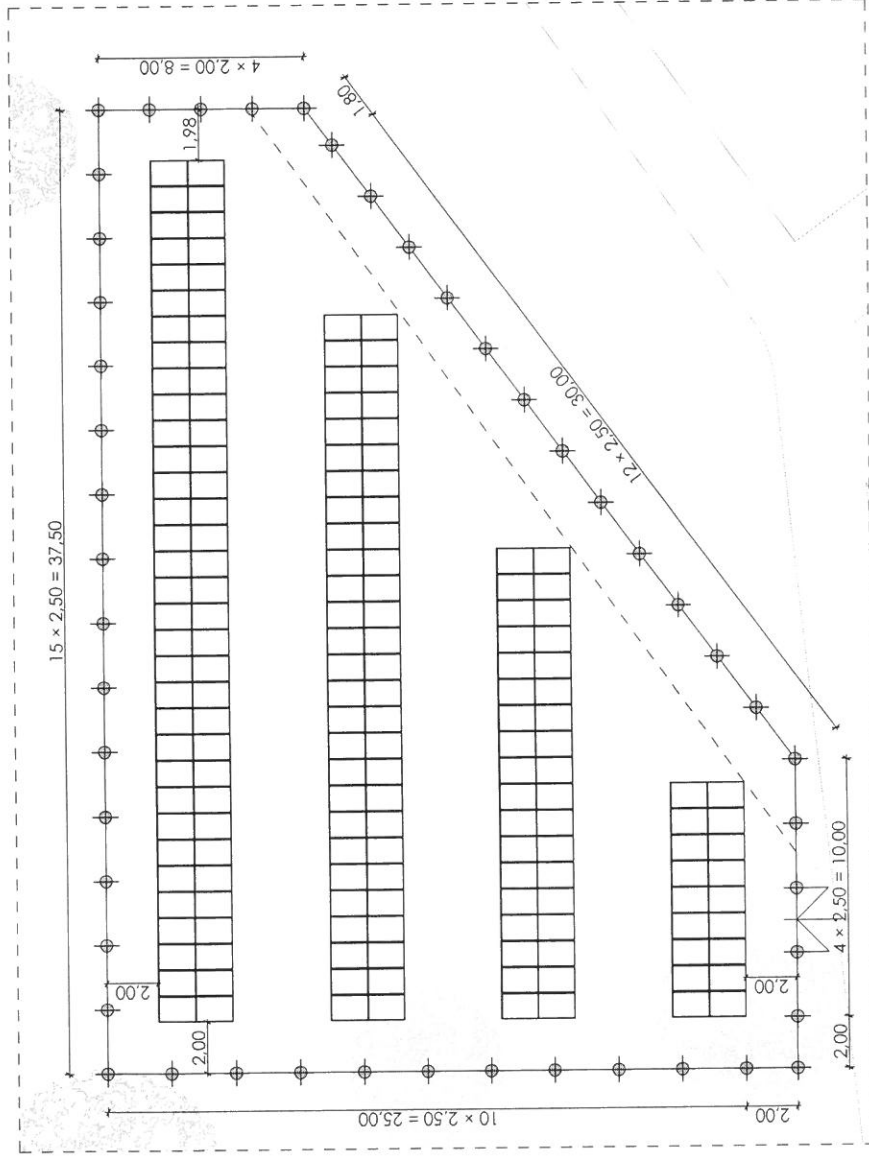 4 × 2,00 = 8,00
15 × 2,50 = 37,50
1,98
1,80
12 × 2,50 = 30,00
2,00
2,00
2,00
4 × 2,50 = 10,00
2,00
10 × 2,50 = 25,00
2,00